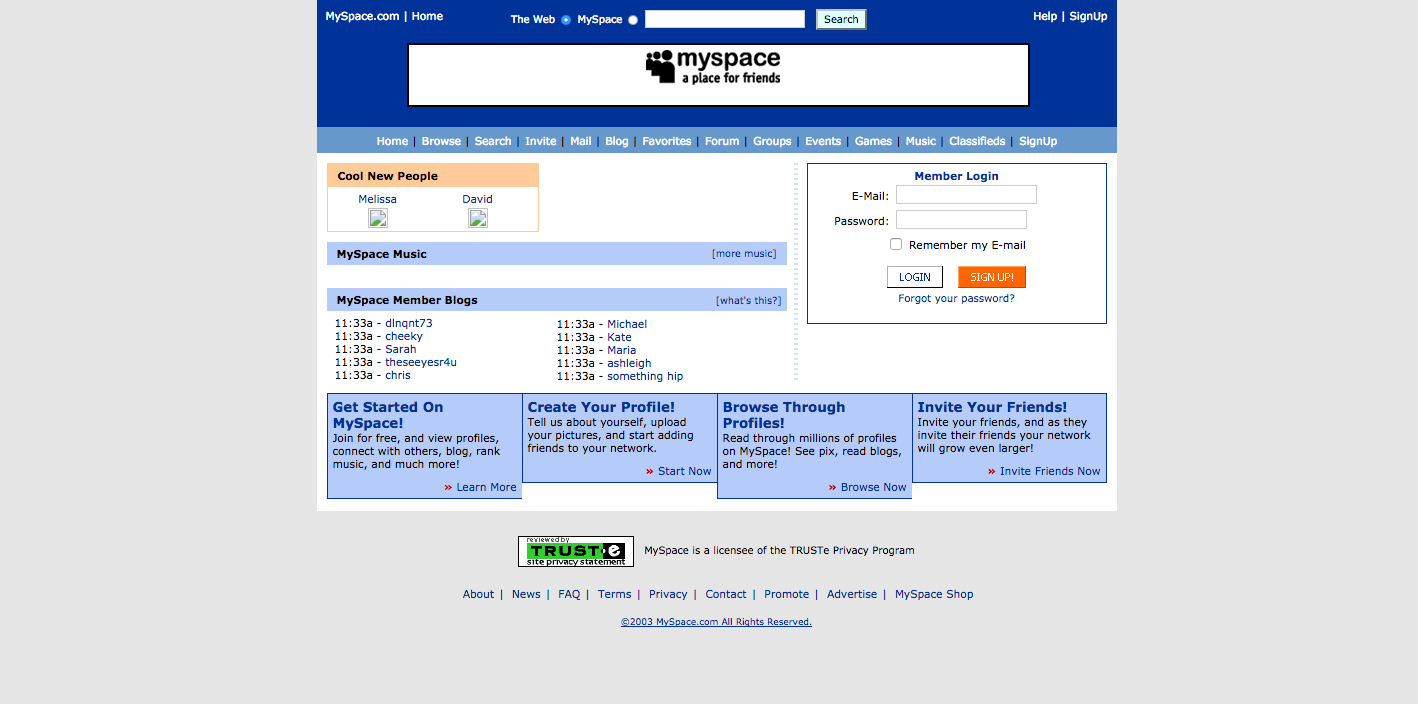 MySpace.com | Home
The Web MySpace Search
Help | SignUp
myspace
a place for friends
Home | Browse | Search | Invite | Mail | Blog | Favorites | Forum | Groups | Events | Games | Music | Classifieds | SignUp
Cool New People
Melissa David
MySpace Music [more music]
MySpace Member Blogs [what's this?]
11:33a - dlnqnt73
11:33a - cheeky
11:33a - Sarah
11:33a - theseeyesr4u
11:33a - chris
11:33a - Michael
11:33a - Kate
11:33a - Maria
11:33a - ashleigh
11:33a - something hip
Member Login
E-Mail:
Password:
Remember my E-mail
LOGIN SIGN UP!
Forgot your password?
Get Started On
MySpace!
Join for free, and view profiles,
connect with others, blog, rank
music, and much more!
» Learn More
Create Your Profile!
Tell us about yourself, upload
your pictures, and start adding
friends to your network.
» Start Now
Browse Through
Profiles!
Read through millions of profiles
on MySpace! See pix, read blogs,
and more!
» Browse Now
Invite Your Friends!
Invite your friends, and as they
invite their friends your network
will grow even larger!
» Invite Friends Now
reviewed by
TRUST·e
site privacy statement
MySpace is a licensee of the TRUSTe Privacy Program
About | News | FAQ | Terms | Privacy | Contact | Promote | Advertise | MySpace Shop
©2003 MySpace.com All Rights Reserved.